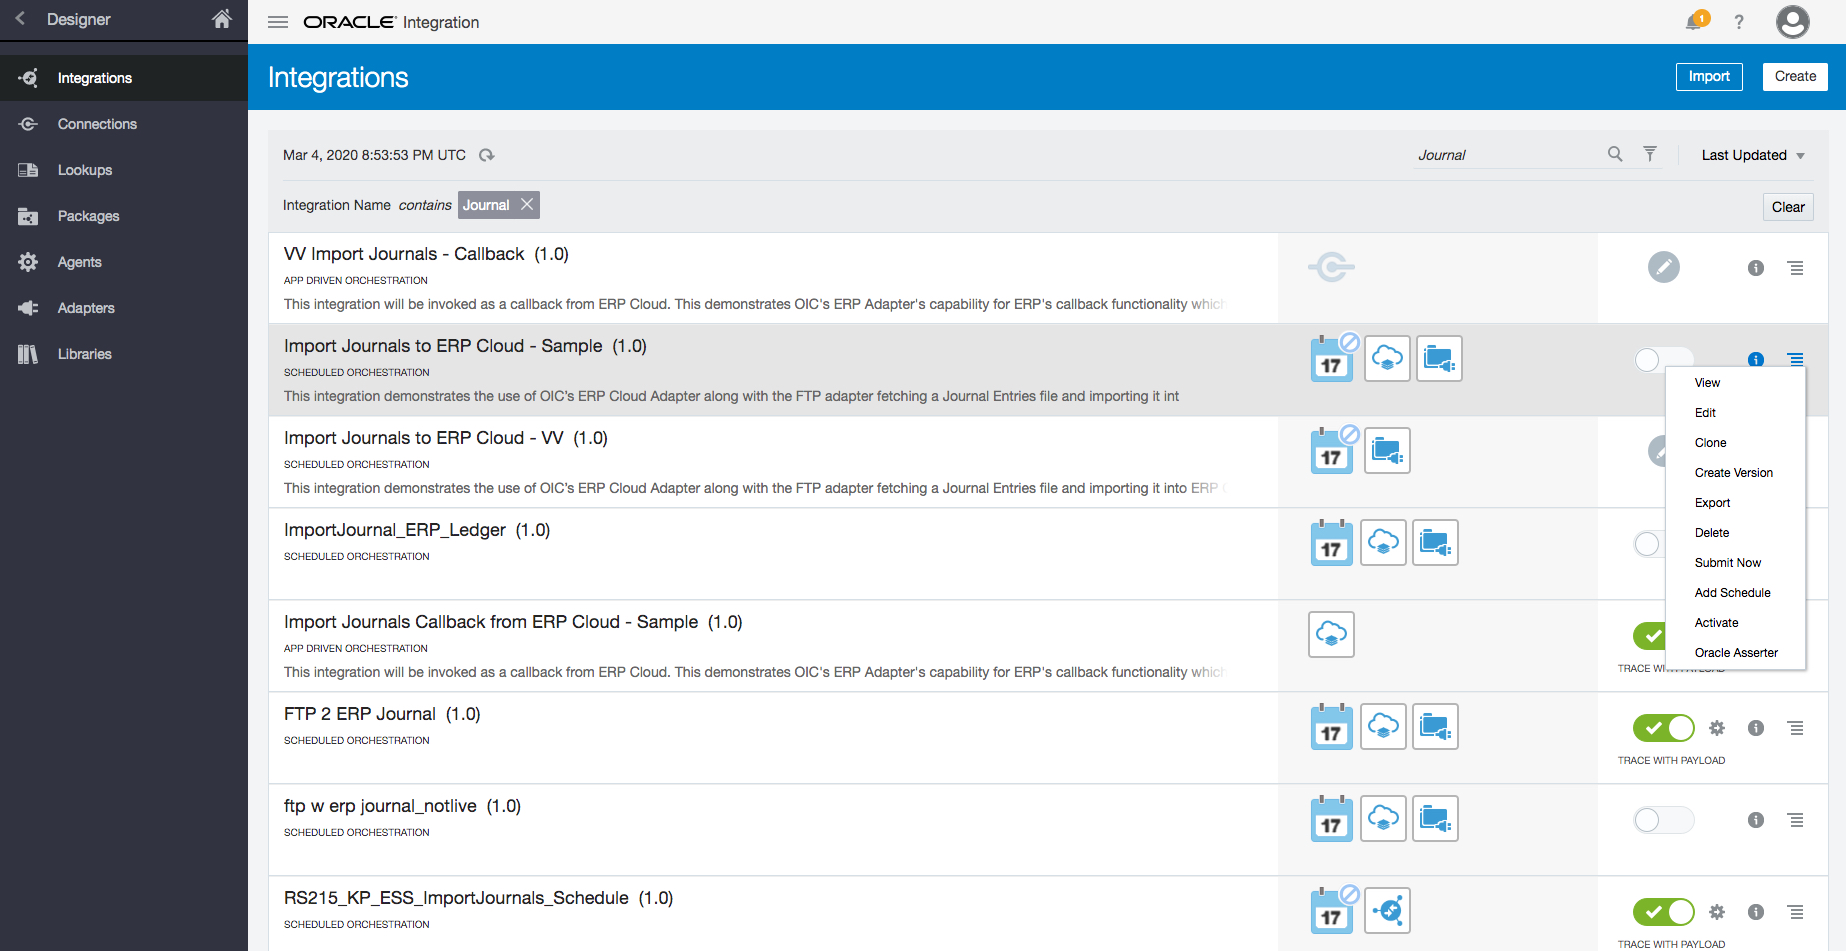 Designer
ORACLE Integration
1
?
Integrations
Connections
Lookups
Packages
Agents
Adapters
Libraries
Integrations
Import
Create
Mar 4, 2020 8:53:53 PM UTC
Journal
Last Updated
Integration Name contains Journal
Clear
VV Import Journals - Callback (1.0)
APP DRIVEN ORCHESTRATION
This integration will be invoked as a callback from ERP Cloud. This demonstrates OIC's ERP Adapter's capability for ERP's callback functionality which
Import Journals to ERP Cloud - Sample (1.0)
SCHEDULED ORCHESTRATION
This integration demonstrates the use of OIC's ERP Cloud Adapter along with the FTP adapter fetching a Journal Entries file and importing it int
17
Import Journals to ERP Cloud - VV (1.0)
SCHEDULED ORCHESTRATION
This integration demonstrates the use of OIC's ERP Cloud Adapter along with the FTP adapter fetching a Journal Entries file and importing it into ERP
17
ImportJournal_ERP_Ledger (1.0)
SCHEDULED ORCHESTRATION
17
Import Journals Callback from ERP Cloud - Sample (1.0)
APP DRIVEN ORCHESTRATION
This integration will be invoked as a callback from ERP Cloud. This demonstrates OIC's ERP Adapter's capability for ERP's callback functionality which
TRACE WITH PAYLOAD
View
Edit
Clone
Create Version
Export
Delete
Submit Now
Add Schedule
Activate
Oracle Asserter
FTP 2 ERP Journal (1.0)
SCHEDULED ORCHESTRATION
17
TRACE WITH PAYLOAD
ftp w erp journal_notlive (1.0)
SCHEDULED ORCHESTRATION
17
RS215_KP_ESS_ImportJournals_Schedule (1.0)
SCHEDULED ORCHESTRATION
17
TRACE WITH PAYLOAD